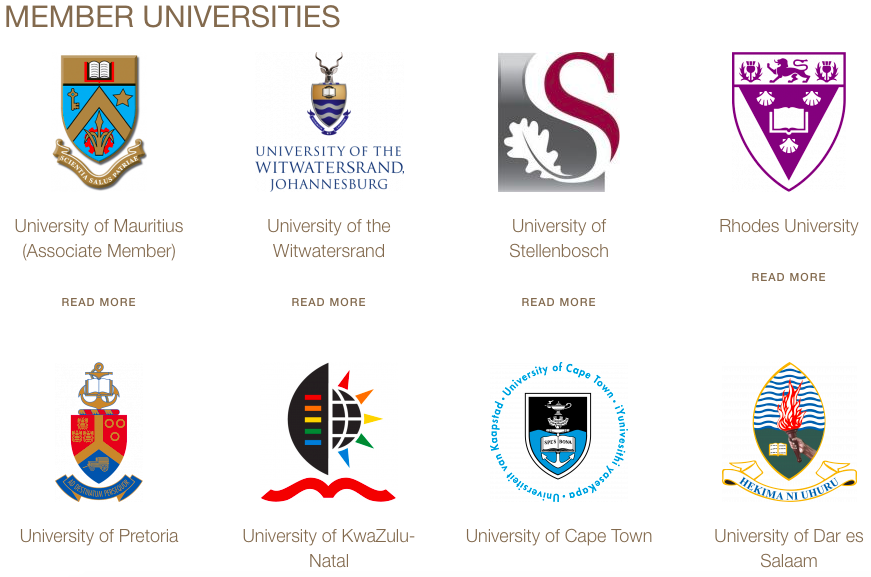 MEMBER UNIVERSITIES
SCIENTIA SALUS PATRIAE
UNIVERSITY OF THE
WITWATERSRAND,
JOHANNESBURG
University of Mauritius
(Associate Member)
University of the
Witwatersrand
University of
Stellenbosch
Rhodes University
READ MORE
READ MORE
READ MORE
READ MORE
AD DESTINATUM PERSEQUOR
University of Cape Town · iYunivesithi yaseKapa · Universiteit van Kaapstad ·
SPES BONA
HEKIMA NI UHURU
University of Pretoria
University of KwaZulu-
Natal
University of Cape Town
University of Dar es
Salaam